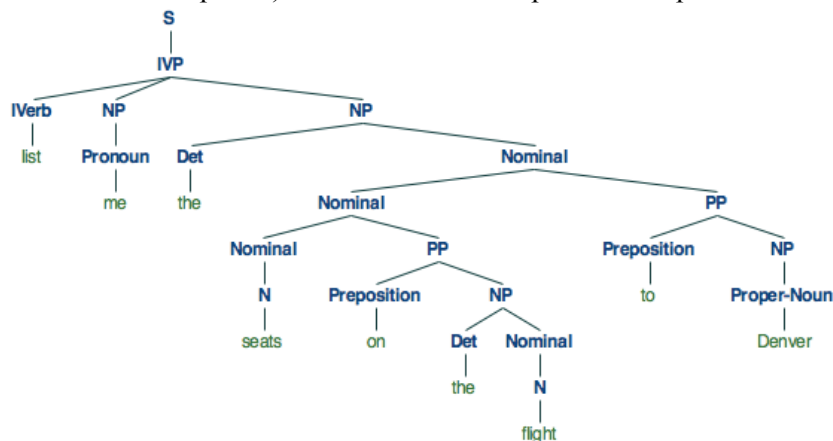 S
IVP
IVerb NP NP
list Pronoun Det Nominal
me the Nominal PP
Nominal PP Preposition NP
N Preposition NP to Proper-Noun
seats on Det Nominal Denver
the N
flight